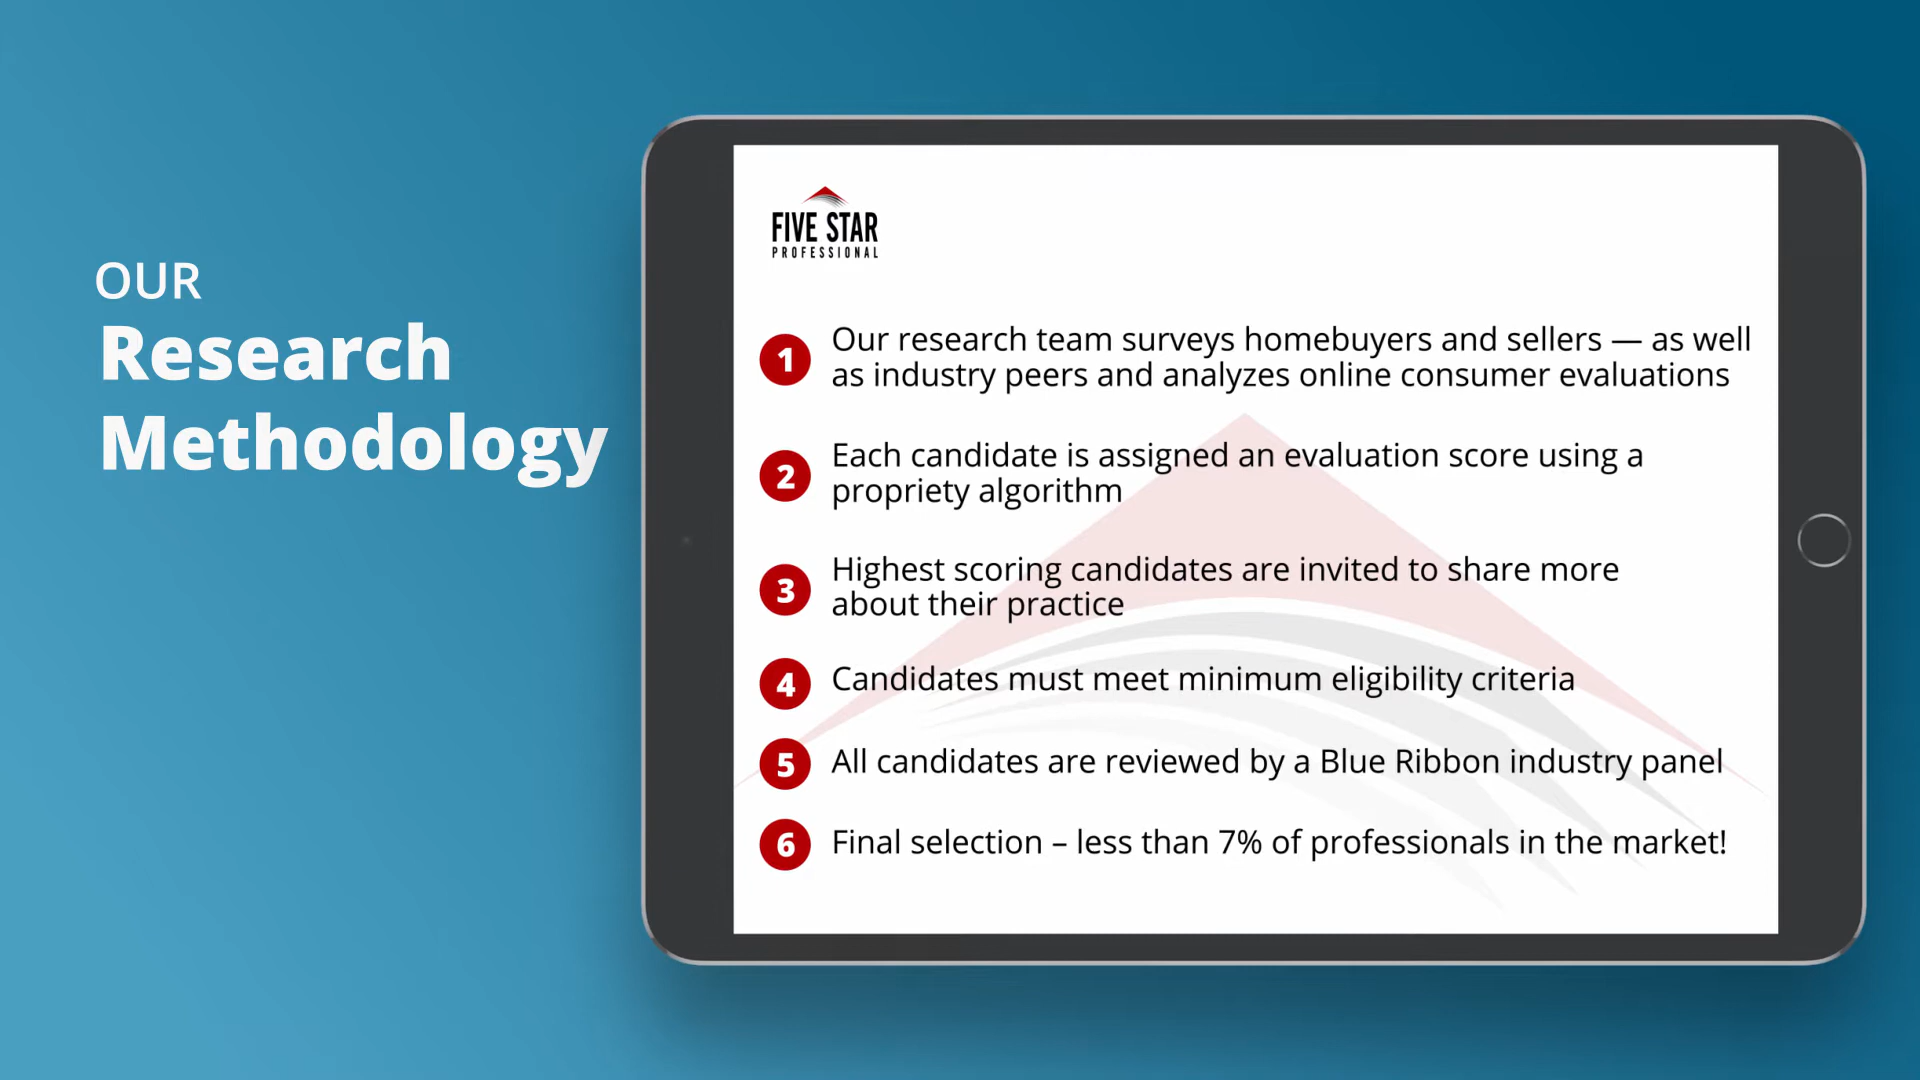 OUR
Research
Methodology
FIVE STAR
PROFESSIONAL
1 Our research team surveys homebuyers and sellers — as well
as industry peers and analyzes online consumer evaluations
2 Each candidate is assigned an evaluation score using a
propriety algorithm
3 Highest scoring candidates are invited to share more
about their practice
4 Candidates must meet minimum eligibility criteria
5 All candidates are reviewed by a Blue Ribbon industry panel
6 Final selection – less than 7% of professionals in the market!